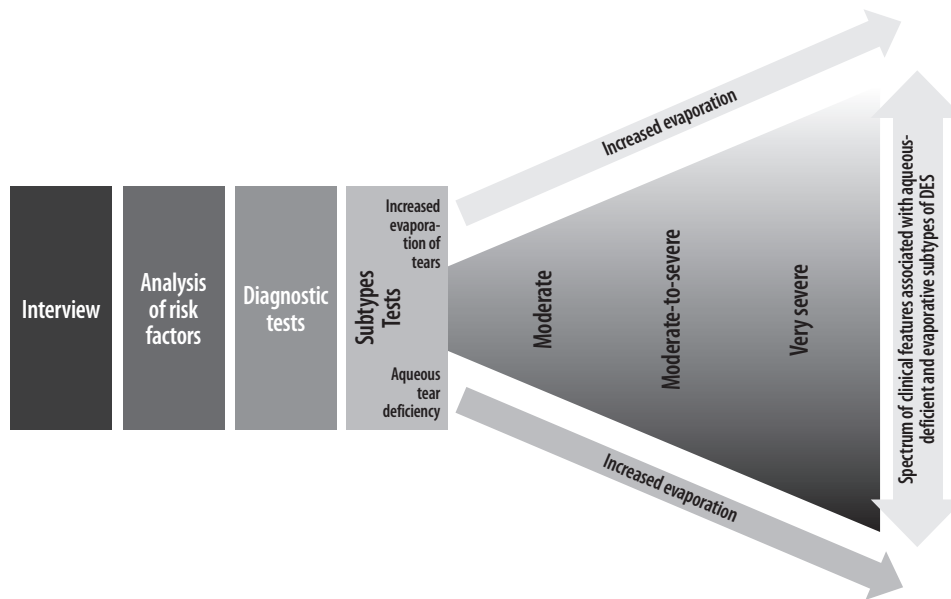 Interview
Analysis
of risk
factors
Diagnostic
tests
Subtypes
Tests
Increased
evapora-
tion of
tears
Aqueous
tear
deficiency
Increased evaporation
Moderate
Moderate-to-severe
Very severe
Increased evaporation
Spectrum of clinical features associated with aqueous-
deficient and evaporative subtypes of DES